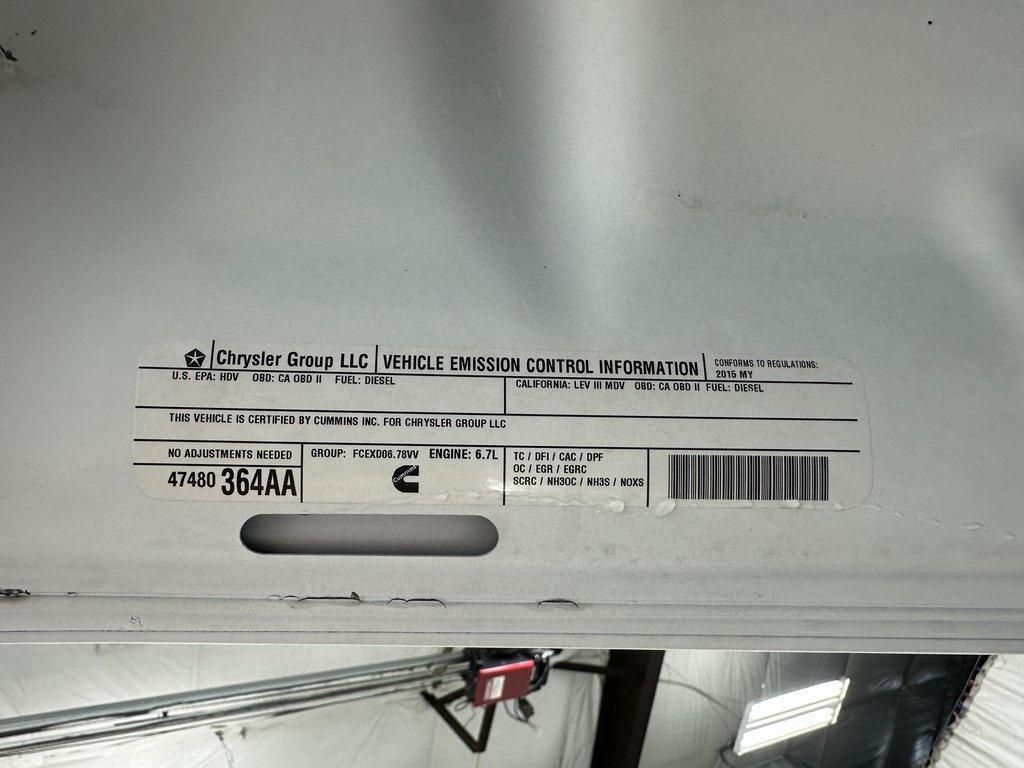 Chrysler Group LLC
VEHICLE EMISSION CONTROL INFORMATION
CONFORMS TO REGULATIONS:
2015 MY
U.S. EPA: HDV OBD: CA OBD II FUEL: DIESEL
CALIFORNIA: LEV III MDV OBD: CA OBD II FUEL: DIESEL
THIS VEHICLE IS CERTIFIED BY CUMMINS INC. FOR CHRYSLER GROUP LLC
NO ADJUSTMENTS NEEDED
47480 364AA
GROUP: FCEXD06.78VV ENGINE: 6.7L
Cummins
TC / DFI / CAC / DPF
OC / EGR / EGRC
SCRC / NH3OC / NH3S / NOXS